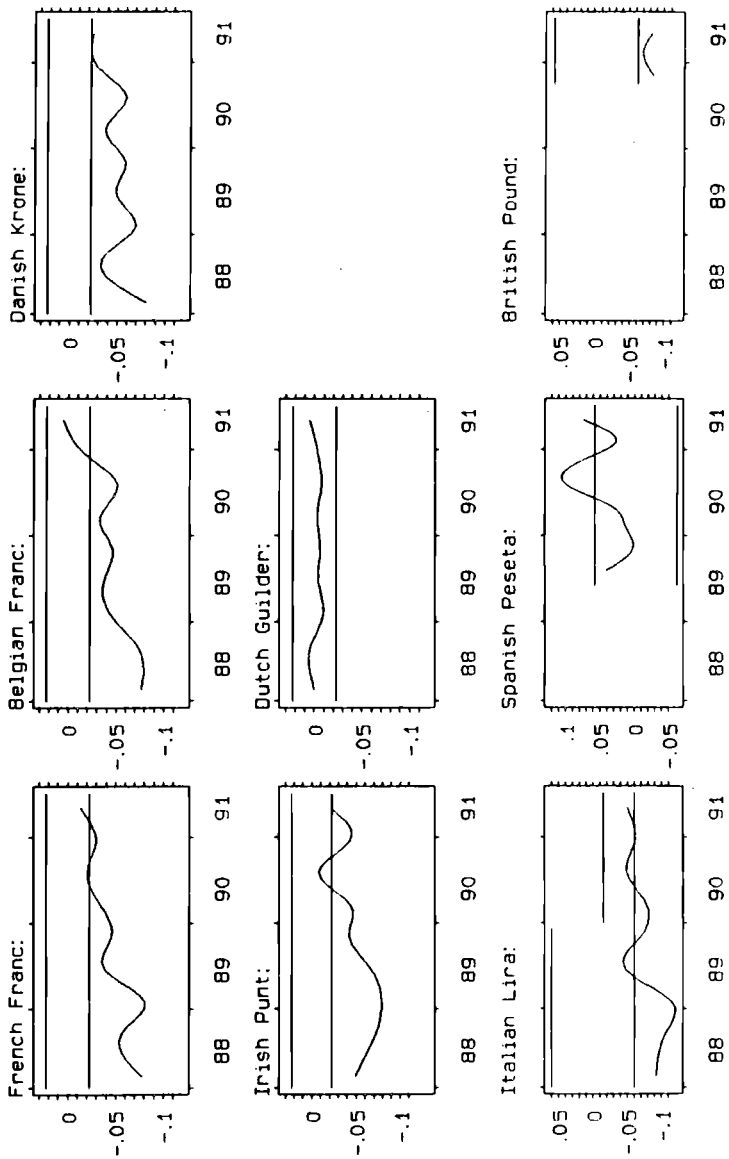 French Franc:
0
-.05
-.1
88 89 90 91
Belgian Franc:
0
-.05
-.1
88 89 90 91
Danish Krone:
0
-.05
-.1
88 89 90 91
Irish Punt:
0
-.05
-.1
88 89 90 91
Dutch Guilder:
0
-.05
-.1
88 89 90 91
Italian Lira:
.05
0
-.05
-.1
88 89 90 91
Spanish Peseta:
.1
.05
0
-.05
88 89 90 91
British Pound:
.05
0
-.05
-.1
88 89 90 91